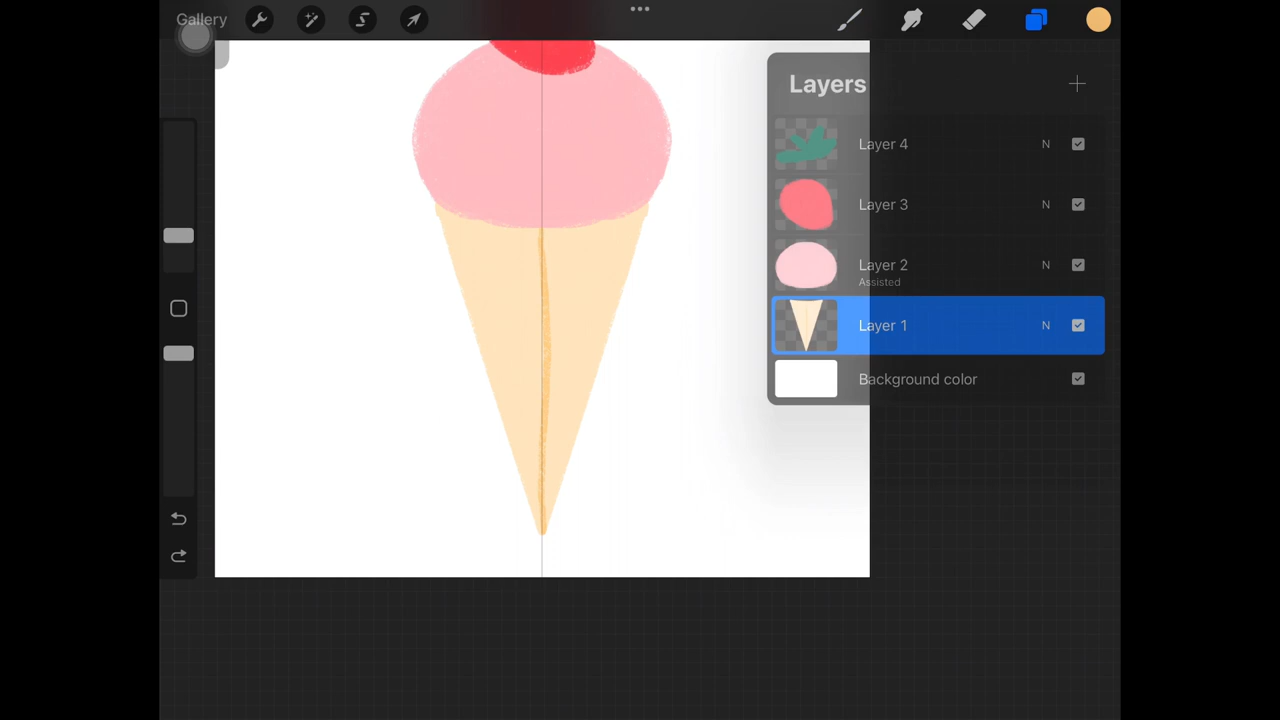 Gallery
Layers
Layer 4
N
Layer 3
N
Layer 2
N
Assisted
Layer 1
N
Background color